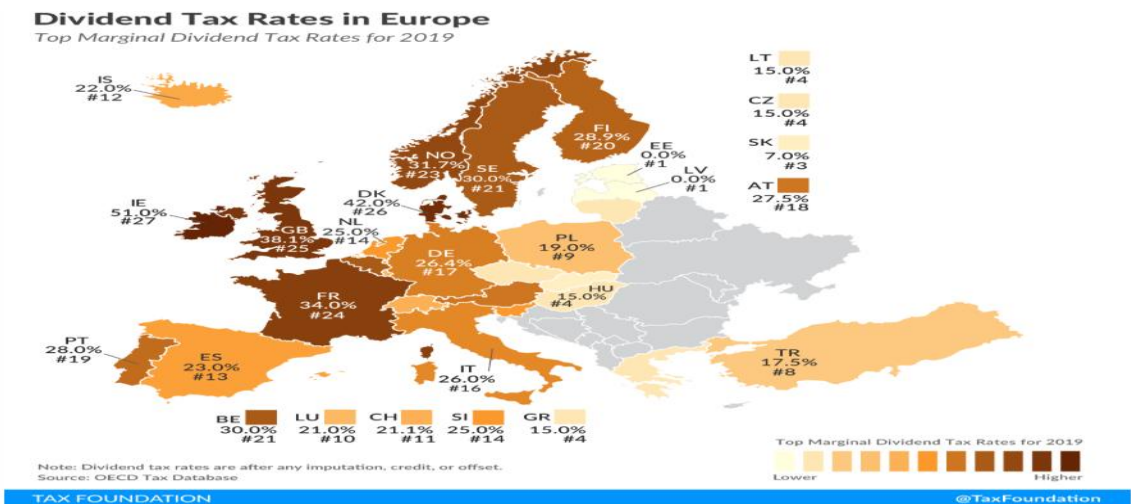 Dividend Tax Rates in Europe
Top Marginal Dividend Tax Rates for 2019
IS
22.0%
#12
NO
31.7%
#23
SE
30.0%
#21
FI
28.9%
#20
EE
0.0%
#1
LV
0.0%
#1
LT
15.0%
#4
CZ
15.0%
#4
SK
7.0%
#3
AT
27.5%
#18
IE
51.0%
#27
GB
38.1%
#25
DK
42.0%
#26
NL
25.0%
#14
DE
26.4%
#17
PL
19.0%
#9
HU
15.0%
#4
FR
34.0%
#24
PT
28.0%
#19
ES
23.0%
#13
IT
26.0%
#16
TR
17.5%
#8
BE
30.0%
#21
LU
21.0%
#10
CH
21.1%
#11
SI
25.0%
#14
GR
15.0%
#4
Top Marginal Dividend Tax Rates for 2019
Lower Higher
Note: Dividend tax rates are after any imputation, credit, or offset.
Source: OECD Tax Database
TAX FOUNDATION @TaxFoundation